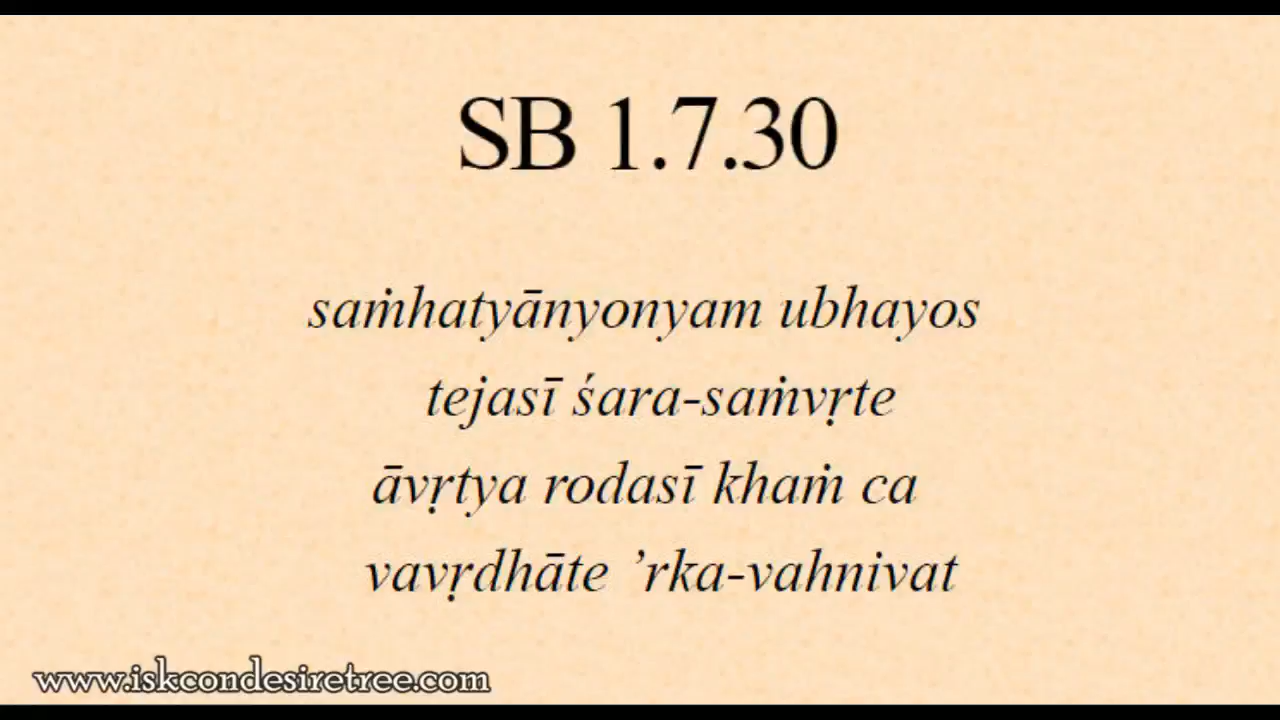 SB 1.7.30
saṁhatyānyonyam ubhayos
tejasī śara-saṁvṛte
āvṛtya rodasī khaṁ ca
vavṛdhāte ’rka-vahnivat
www.iskcondesiretree.com